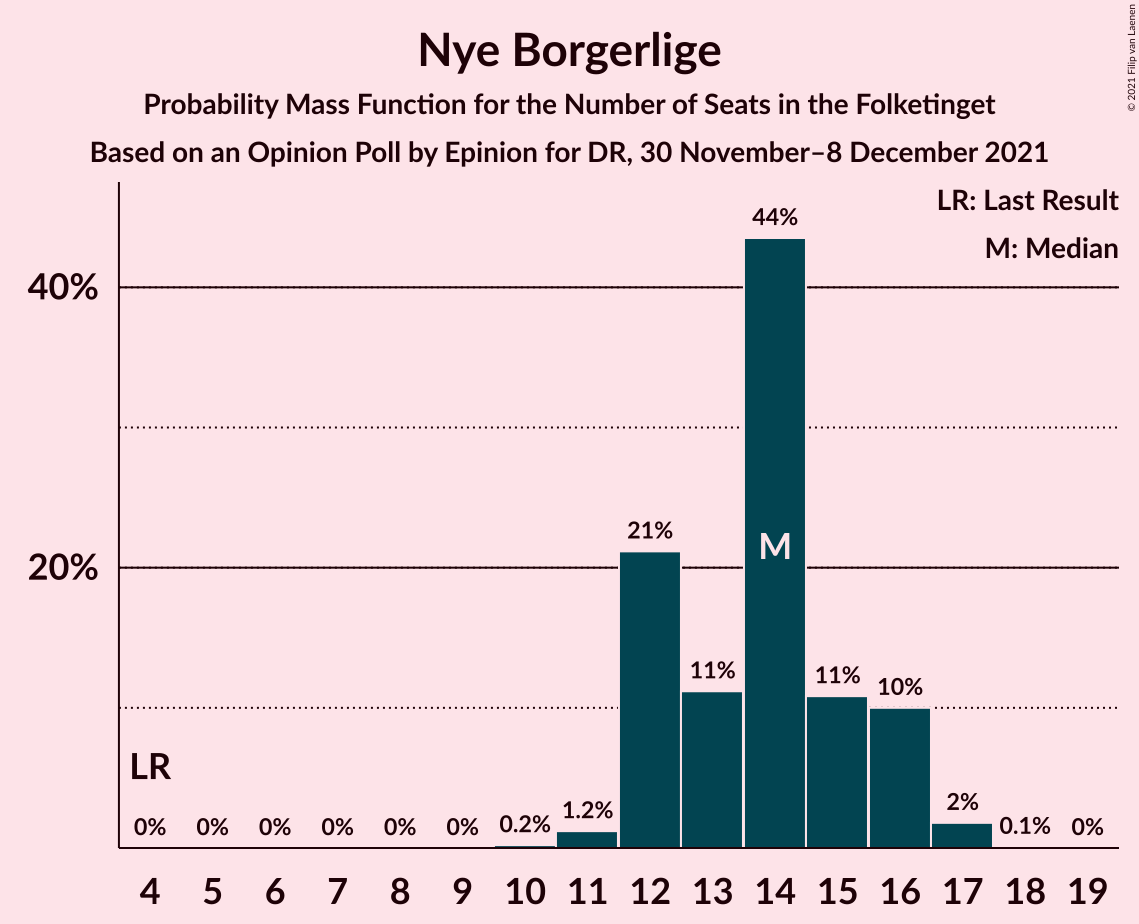 Nye Borgerlige
Probability Mass Function for the Number of Seats in the Folketinget
Based on an Opinion Poll by Epinion for DR, 30 November–8 December 2021
© 2021 Filip van Laenen
LR: Last Result
M: Median
40%
20%
LR
M
0% 0% 0% 0% 0% 0% 0.2% 1.2% 21% 11% 44% 11% 10% 2% 0.1% 0%
4 5 6 7 8 9 10 11 12 13 14 15 16 17 18 19